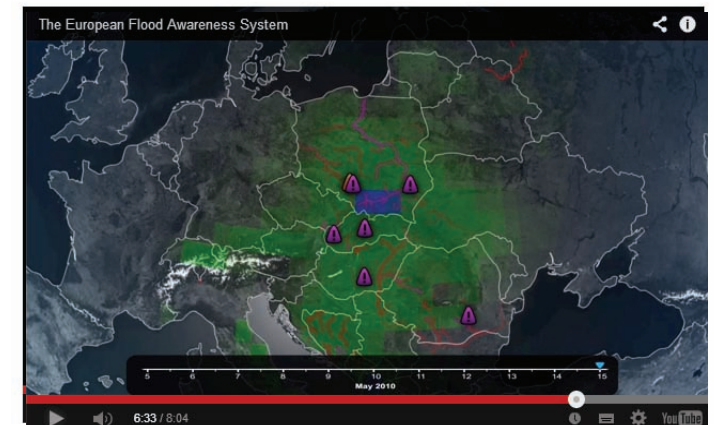 The European Flood Awareness System
5 6 7 8 9 10 11 12 13 14 15
May 2010
6:33 / 8:04
YouTube